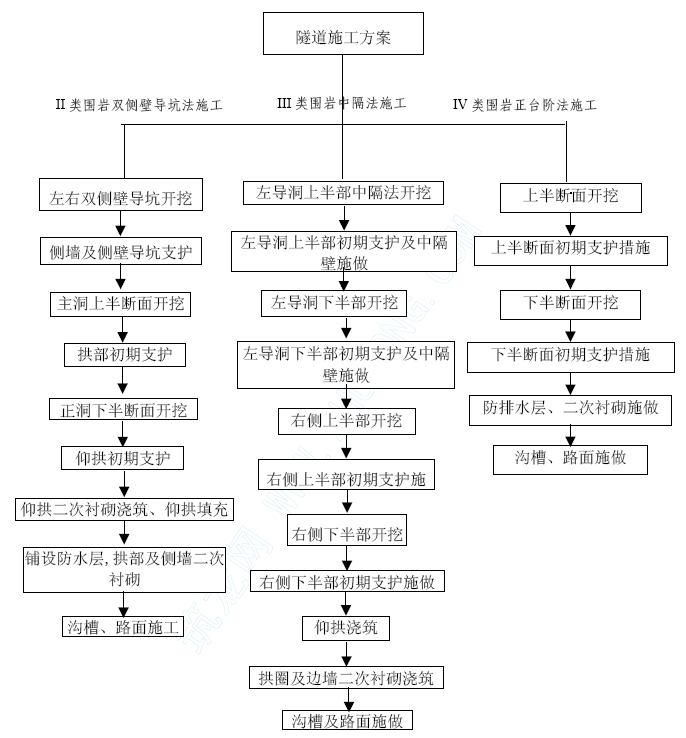 隧道施工方案
II 类围岩双侧壁导坑法施工
III 类围岩中隔法施工
IV 类围岩正台阶法施工
左右双侧壁导坑开挖
侧墙及侧壁导坑支护
主洞上半断面开挖
拱部初期支护
正洞下半断面开挖
仰拱初期支护
仰拱二次衬砌浇筑、仰拱填充
铺设防水层,拱部及侧墙二次
衬砌
沟槽、路面施工
左导洞上半部中隔法开挖
左导洞上半部初期支护及中隔
壁施做
左导洞下半部开挖
左导洞下半部初期支护及中隔
壁施做
右侧上半部开挖
右侧上半部初期支护施
右侧下半部开挖
右侧下半部初期支护施做
仰拱浇筑
拱圈及边墙二次衬砌浇筑
沟槽及路面施做
上半断面开挖
上半断面初期支护措施
下半断面开挖
下半断面初期支护措施
防排水层、二次衬砌施做
沟槽、路面施做